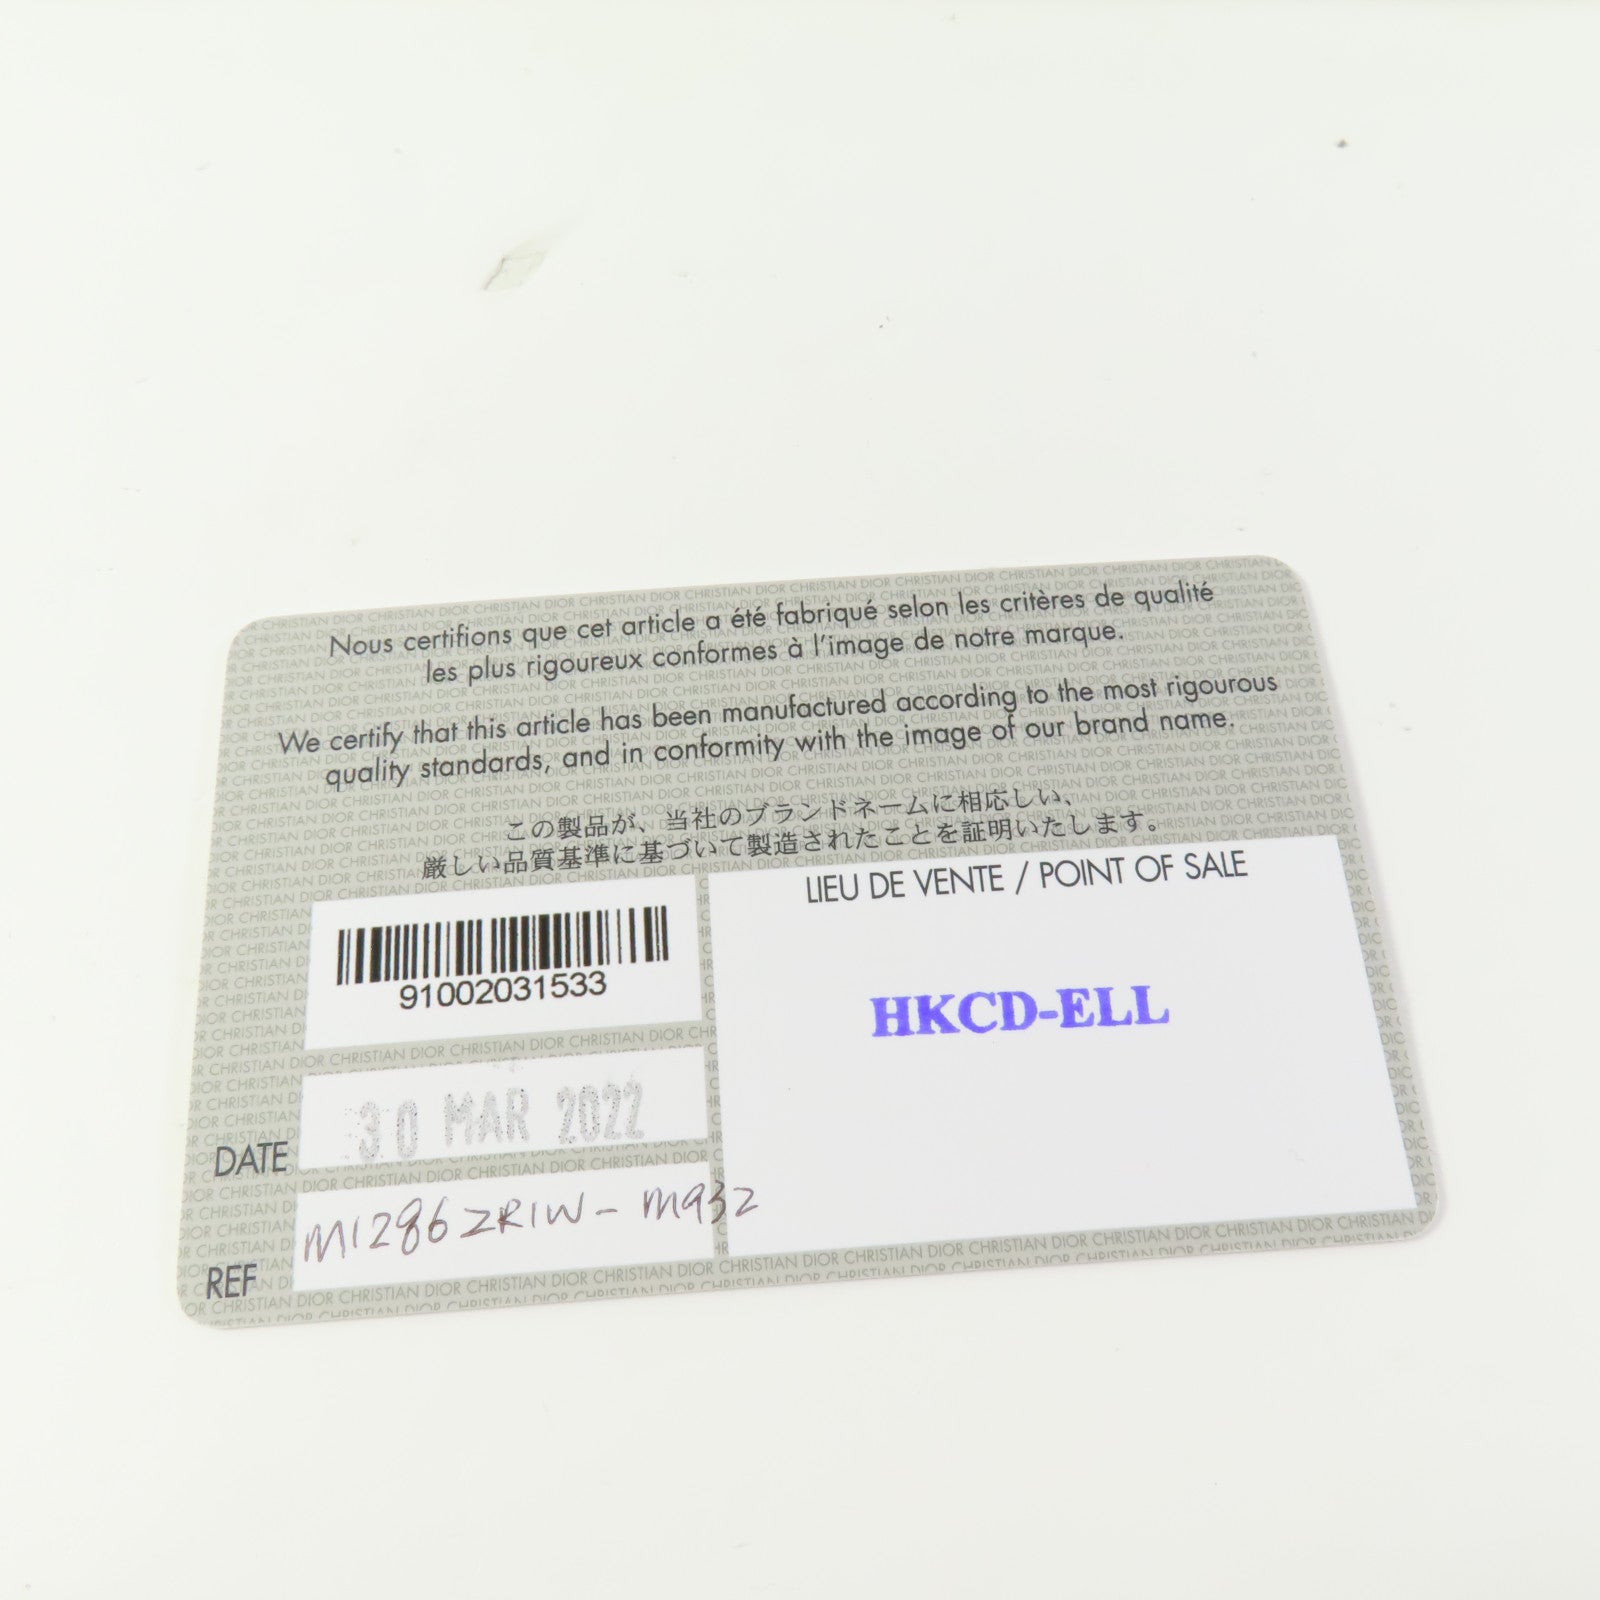 Nous certifions que cet article a été fabriqué selon les critères de qualité
les plus rigoureux conformes à l'image de notre marque.
We certify that this article has been manufactured according to the most rigourous
quality standards, and in conformity with the image of our brand name.
この製品が、当社のブランドネームに相応しい、
厳しい品質基準に基づいて製造されたことを証明いたします。
91002031533
LIEU DE VENTE / POINT OF SALE
HKCD-ELL
DATE 30 MAR 2022
REF M1286ZRIW-M932